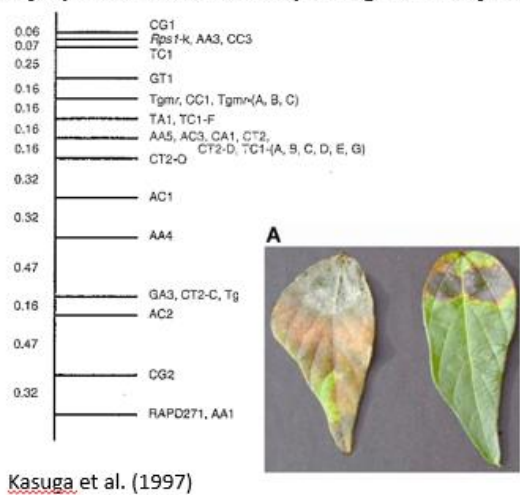 0.06
0.07
0.25
0.16
0.16
0.16
0.16
0.32
0.32
0.47
0.16
0.47
0.32
CG1
Rps1-k, AA3, CC3
TC1
GT1
Tgmr, CC1, Tgmr-(A, B, C)
TA1, TC1-F
AA5, AC3, CA1, CT2,
CT2-D, TC1-(A, B, C, D, E, G)
CT2-O
AC1
AA4
GA3, CT2-C, Tg
AC2
CG2
RAPD271, AA1
A
Kasuga et al. (1997)